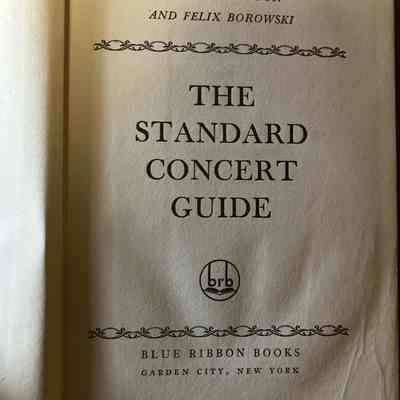 AND FELIX BOROWSKI
THE
STANDARD
CONCERT
GUIDE
brb
BLUE RIBBON BOOKS
GARDEN CITY, NEW YORK